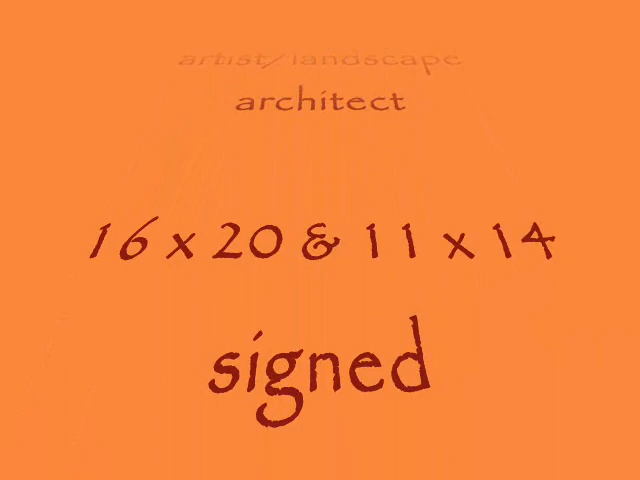 artist/landscape
architect
16 x 20 & 11 x 14
signed